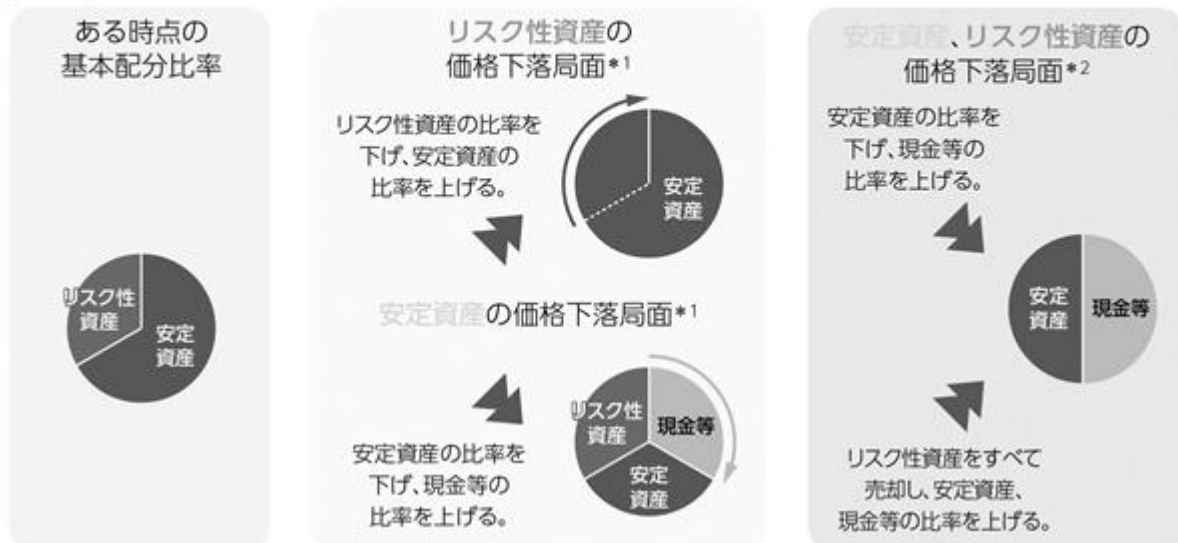 ある時点の
基本配分比率
リスク性
資産
安定
資産
リスク性資産の
価格下落局面*1
リスク性資産の比率を
下げ、安定資産の
比率を上げる。
安定
資産
安定資産の価格下落局面*1
安定資産の比率を
下げ、現金等の
比率を上げる。
リスク性
資産
現金等
安定
資産
安定資産、リスク性資産の
価格下落局面*2
安定資産の比率を
下げ、現金等の
比率を上げる。
安定
資産
現金等
リスク性資産をすべて
売却し、安定資産、
現金等の比率を上げる。